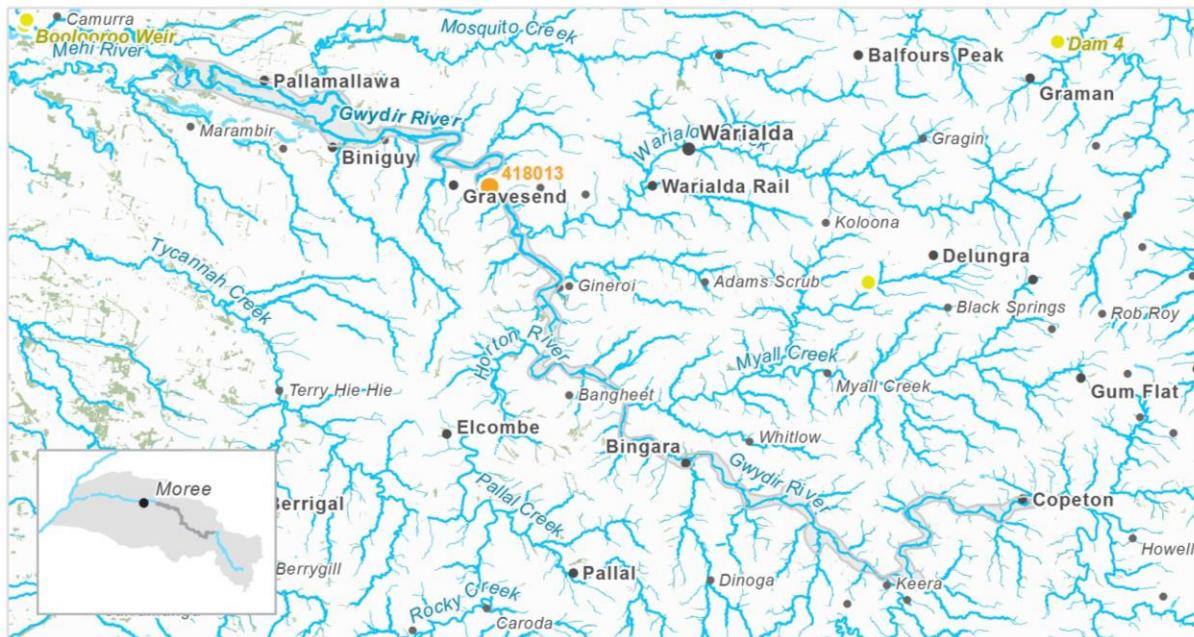 Camurra
Boolooroo Weir
Mehi River
Mosquito Creek
Balfours Peak
Dam 4
Graman
Pallamallawa
Gwydir River
Marambir
Biniguy
Warialda
Gragin
418013
Gravesend
Warialda Rail
Koloona
Tycannah Creek
Delungra
Gineroi
Adams Scrub
Black Springs
Rob Roy
Horton River
Myall Creek
Myall Creek
Terry Hie-Hie
Bangheet
Gum Flat
Elcombe
Whitlow
Bingara
Gwydir River
Moree
Pallal Creek
Copeton
Howell
Berrygill
Pallal
Dinoga
Keera
Rocky Creek
Caroda